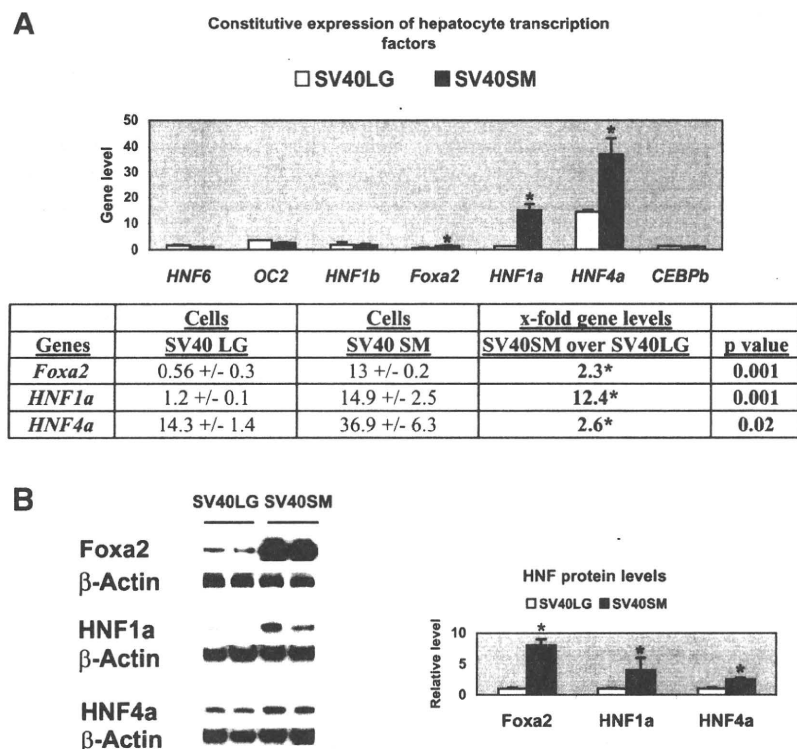 A
Constitutive expression of hepatocyte transcription
factors
SV40LG SV40SM
Gene level
50
40
30
20
10
0
* * *
HNF6 OC2 HNF1b Foxa2 HNF1a HNF4a CEBPb
Cells Cells x-fold gene levels
Genes SV40 LG SV40 SM SV40SM over SV40LG p value
Foxa2 0.56 +/- 0.3 13 +/- 0.2 2.3* 0.001
HNF1a 1.2 +/- 0.1 14.9 +/- 2.5 12.4* 0.001
HNF4a 14.3 +/- 1.4 36.9 +/- 6.3 2.6* 0.02
B
SV40LG SV40SM
Foxa2
β-Actin
HNF1a
β-Actin
HNF4a
β-Actin
HNF protein levels
SV40LG SV40SM
Relative level
10
5
0
* * *
Foxa2 HNF1a HNF4a